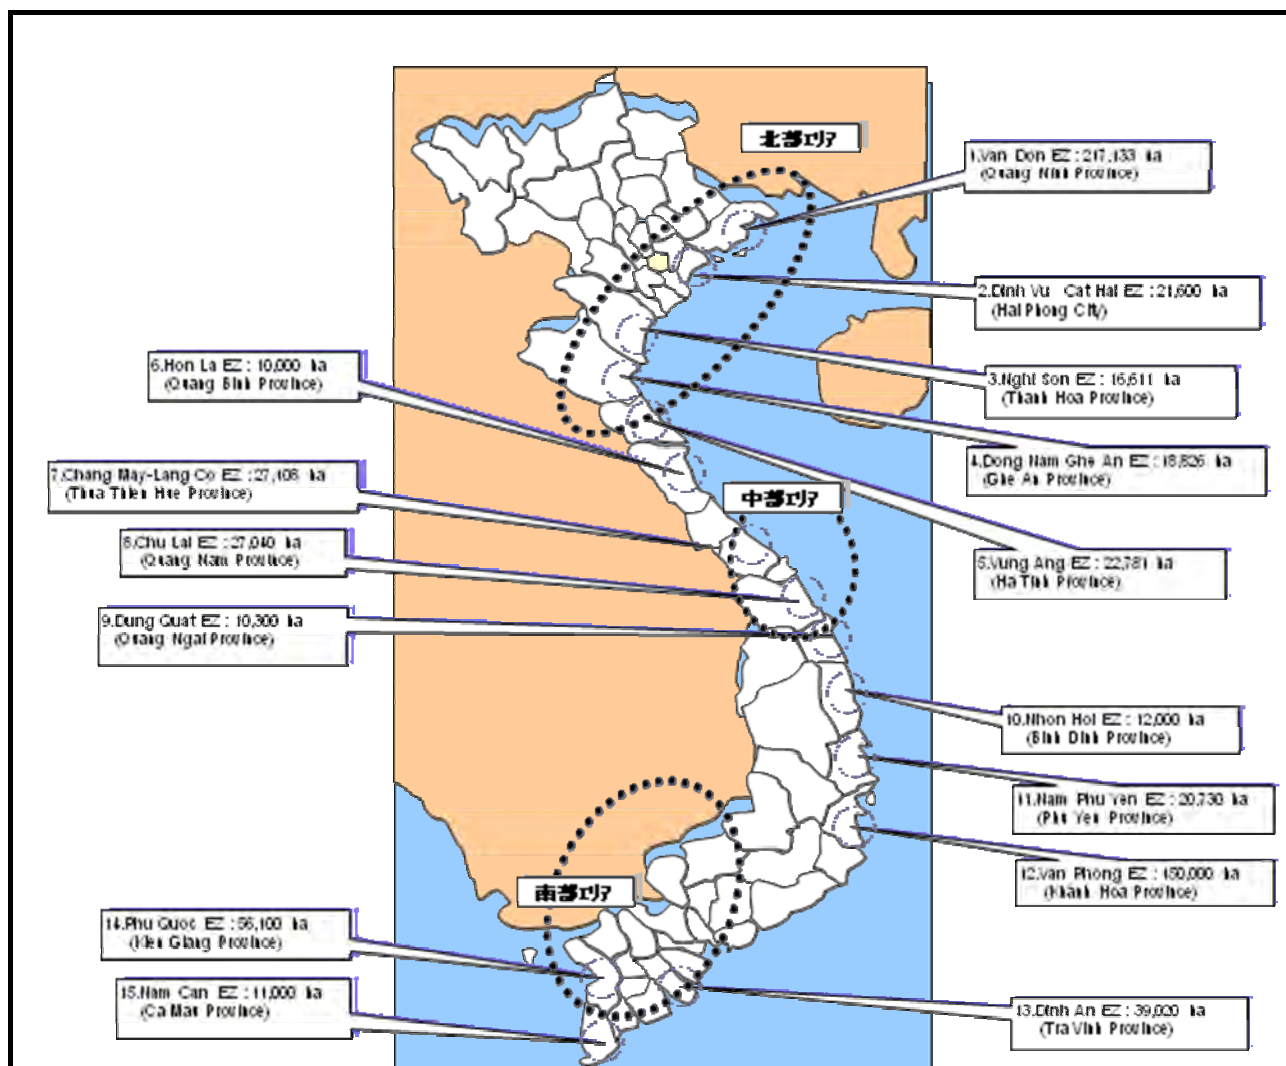 北部エリア
1.Van Don EZ : 217,133 ha
(Quang Ninh Province)
2.Dinh Vu Cat Hai EZ : 21,600 ha
(Hai Phong City)
3.Nghi Son EZ : 16,611 ha
(Thanh Hoa Province)
4.Dong Nam Ghe An EZ : 18,826 ha
(Ghe An Province)
5.Vung Ang EZ : 22,781 ha
(Ha Tinh Province)
6.Hon La EZ : 10,000 ha
(Quang Binh Province)
7.Chang May-Lang Co EZ : 27,108 ha
(Thua Thien Hue Province)
中部エリア
8.Chu Lai EZ : 27,040 ha
(Quang Nam Province)
9.Dung Quat EZ : 10,300 ha
(Quang Ngai Province)
10.Nhon Hoi EZ : 12,000 ha
(Binh Dinh Province)
11.Nam Phu Yen EZ : 20,730 ha
(Phu Yen Province)
12.Van Phong EZ : 150,000 ha
(Khanh Hoa Province)
南部エリア
13.Dinh An EZ : 39,020 ha
(Tra Vinh Province)
14.Phu Quoc EZ : 56,100 ha
(Kien Giang Province)
15.Nam Can EZ : 11,000 ha
(Ca Mau Province)